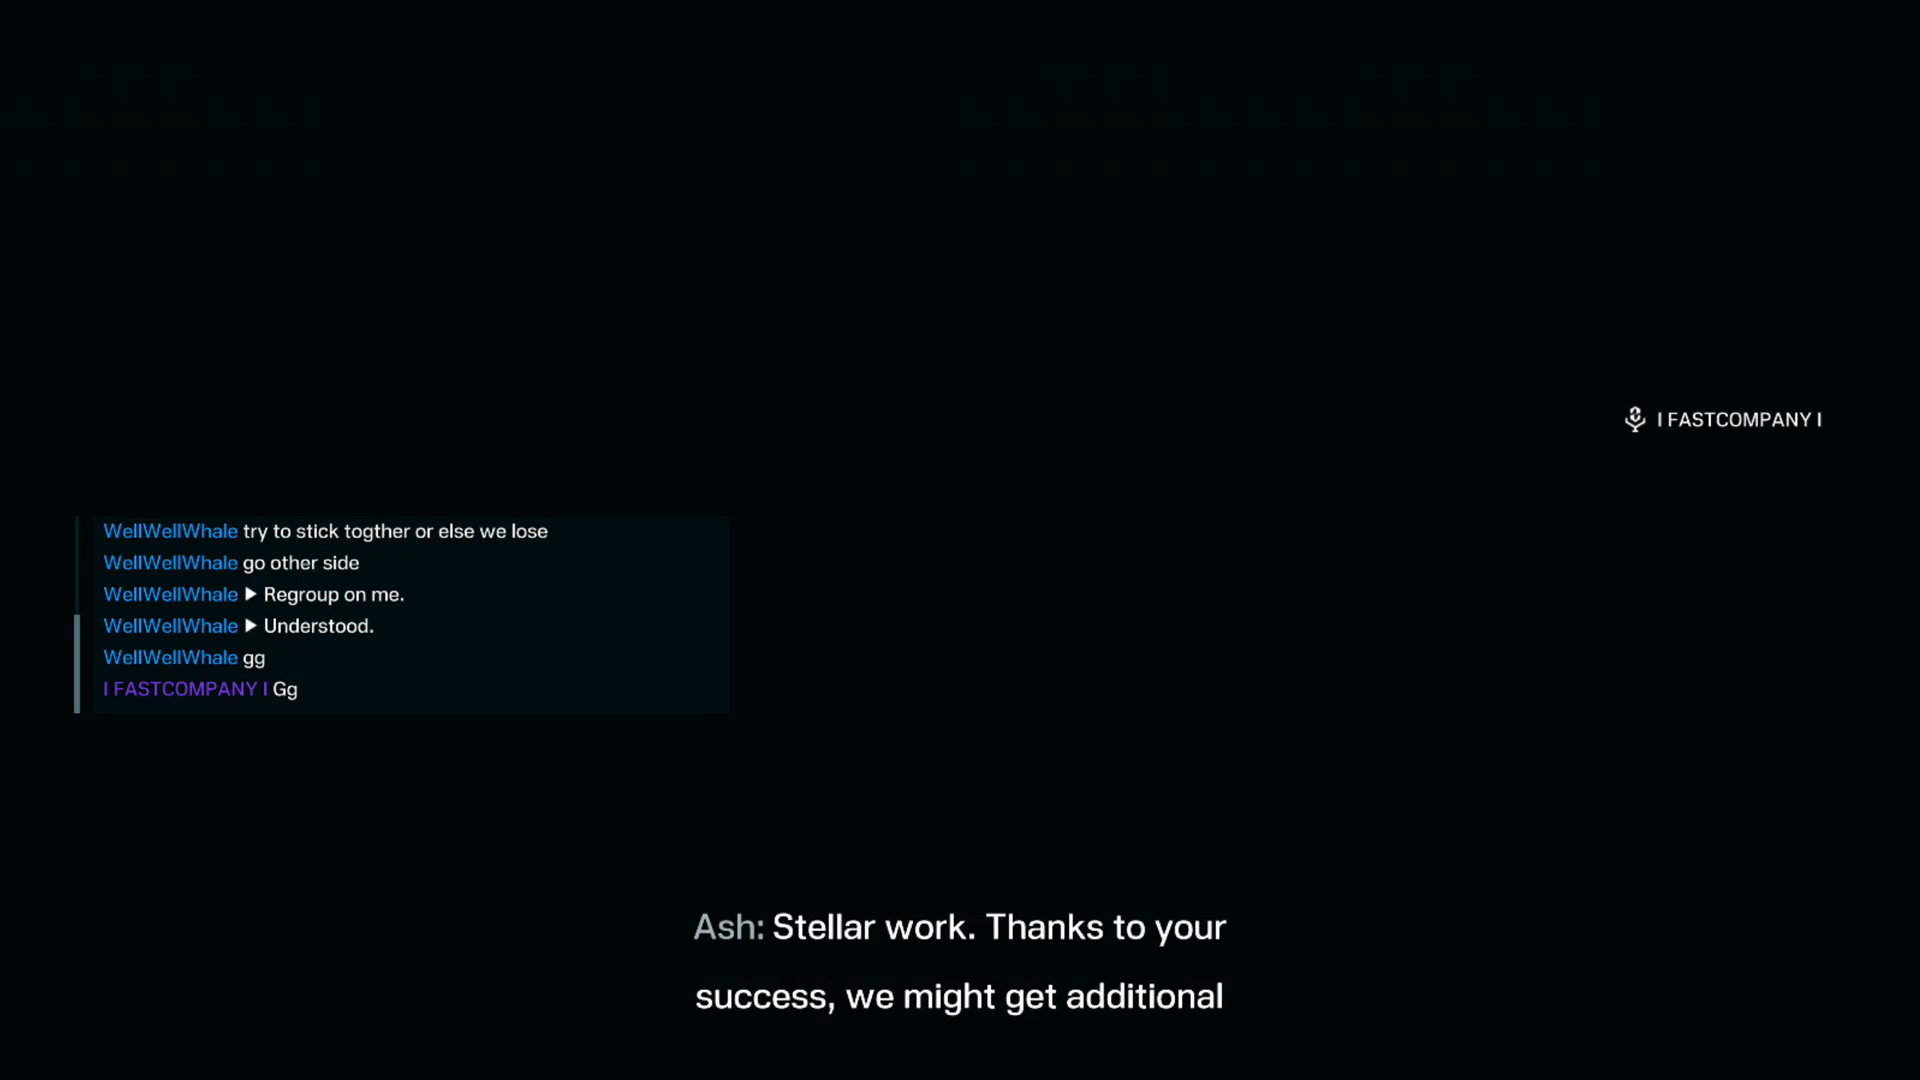 I FASTCOMPANY I
WellWellWhale try to stick togther or else we lose
WellWellWhale go other side
WellWellWhale ▶ Regroup on me.
WellWellWhale ▶ Understood.
WellWellWhale gg
I FASTCOMPANY I Gg
Ash: Stellar work. Thanks to your
success, we might get additional